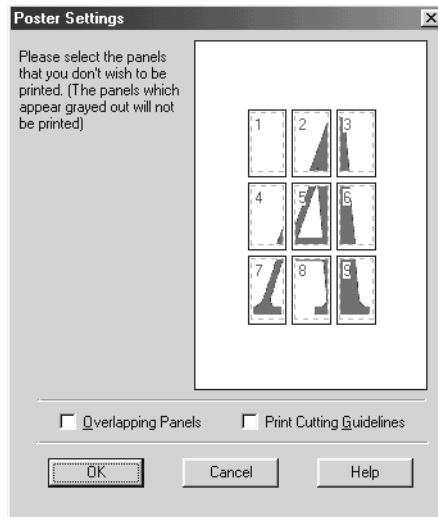 Poster Settings
Please select the panels
that you don't wish to be
printed. (The panels which
appear grayed out will not
be printed)
1 2 3
4 5 6
7 8 9
Overlapping Panels Print Cutting Guidelines
OK Cancel Help